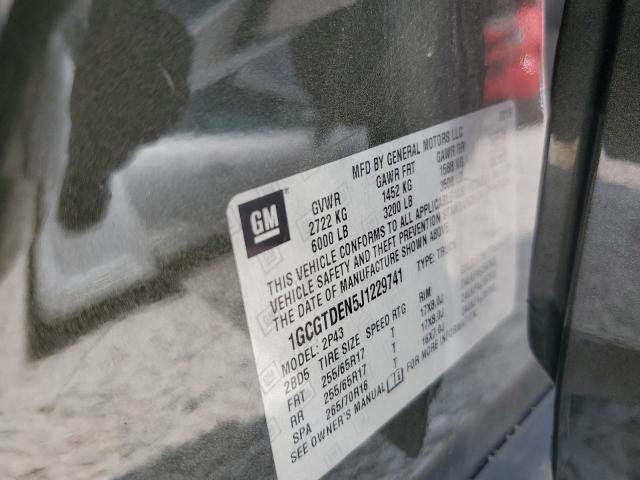 GM
MFD BY GENERAL MOTORS LLC
GVWR GAWR FRT GAWR RR
2722 KG 1452 KG 1588 KG
6000 LB 3200 LB 3500
THIS VEHICLE CONFORMS TO ALL APPLICABLE
VEHICLE SAFETY AND THEFT PREVENTION
THE DATE OF MANUFACTURE SHOWN ABOVE.
1GCGTDEN5J1229741 TYPE: TRUCK
MODEL: 2P43
28D5 TIRE SIZE SPEED RTG RIM
FRT 255/65R17 T 17X8.0J
RR 255/65R17 T 17X8.0J
SPA 265/70R16 T 16X7.0J
SEE OWNER'S MANUAL FOR MORE INFORMATION